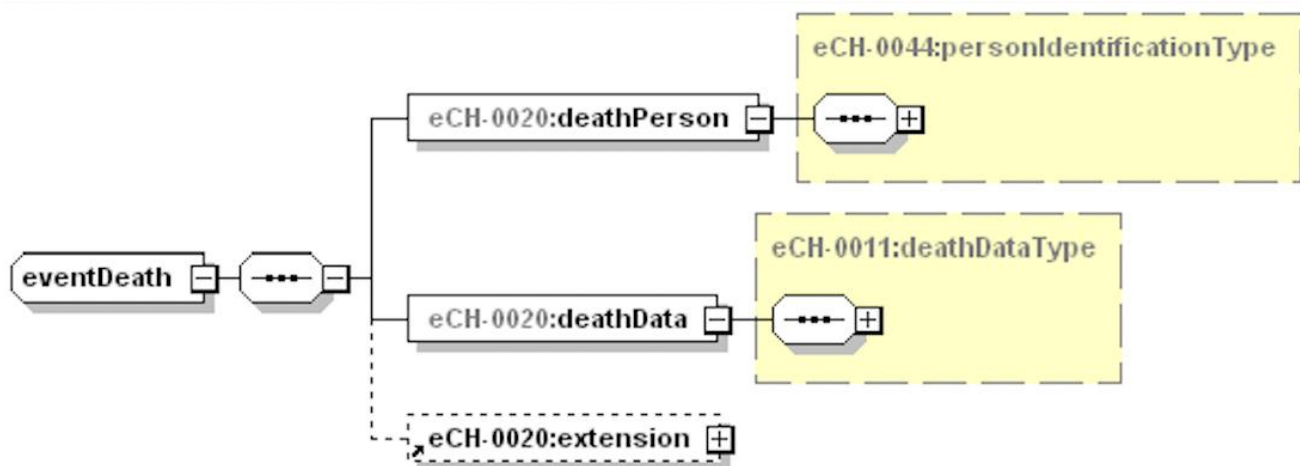 eCH-0044:personIdentificationType
eCH-0020:deathPerson
eCH-0011:deathDataType
eventDeath
eCH-0020:deathData
eCH-0020:extension